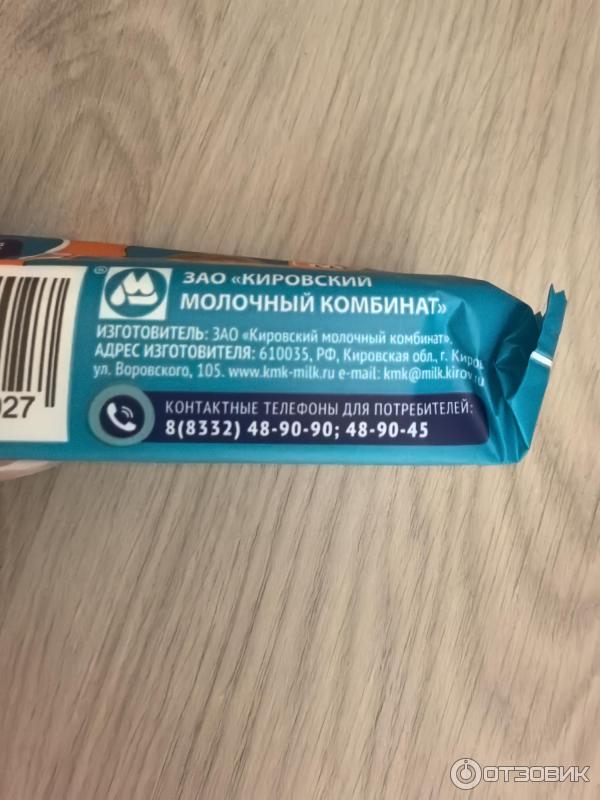 ЗАО «КИРОВСКИЙ
МОЛОЧНЫЙ КОМБИНАТ»
®
ИЗГОТОВИТЕЛЬ: ЗАО «Кировский молочный комбинат».
АДРЕС ИЗГОТОВИТЕЛЯ: 610035, РФ, Кировская обл., г. Киров
ул. Воровского, 105. www.kmk-milk.ru e-mail: kmk@milk.kirov.ru
КОНТАКТНЫЕ ТЕЛЕФОНЫ ДЛЯ ПОТРЕБИТЕЛЕЙ:
8(8332) 48-90-90; 48-90-45
027
ОТЗОВИК